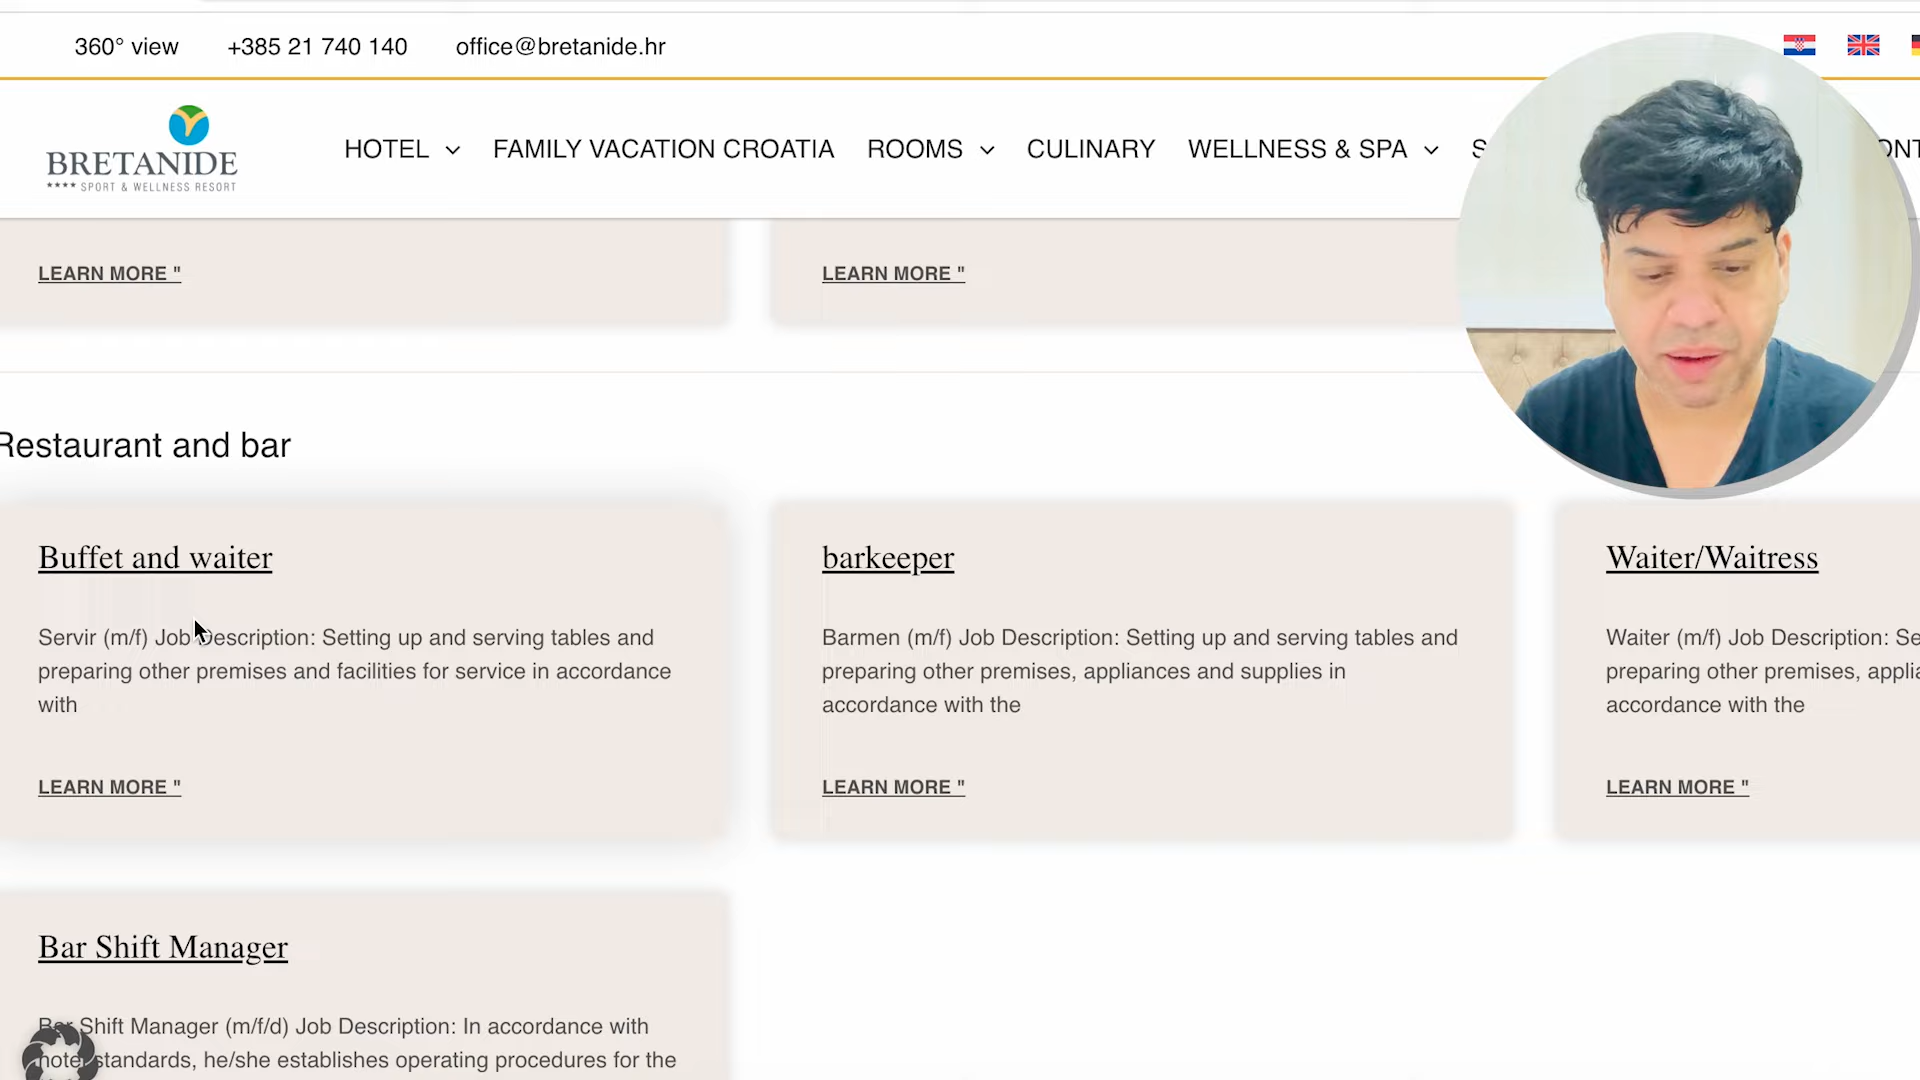 360° view +385 21 740 140 office@bretanide.hr
BRETANIDE
**** SPORT & WELLNESS RESORT
HOTEL FAMILY VACATION CROATIA ROOMS CULINARY WELLNESS & SPA
LEARN MORE "
LEARN MORE "
Restaurant and bar
Buffet and waiter
Servir (m/f) Job Description: Setting up and serving tables and
preparing other premises and facilities for service in accordance
with
LEARN MORE "
barkeeper
Barmen (m/f) Job Description: Setting up and serving tables and
preparing other premises, appliances and supplies in
accordance with the
LEARN MORE "
Waiter/Waitress
Waiter (m/f) Job Description: Se
preparing other premises, applia
accordance with the
LEARN MORE "
Bar Shift Manager
Bar Shift Manager (m/f/d) Job Description: In accordance with
hotel standards, he/she establishes operating procedures for the